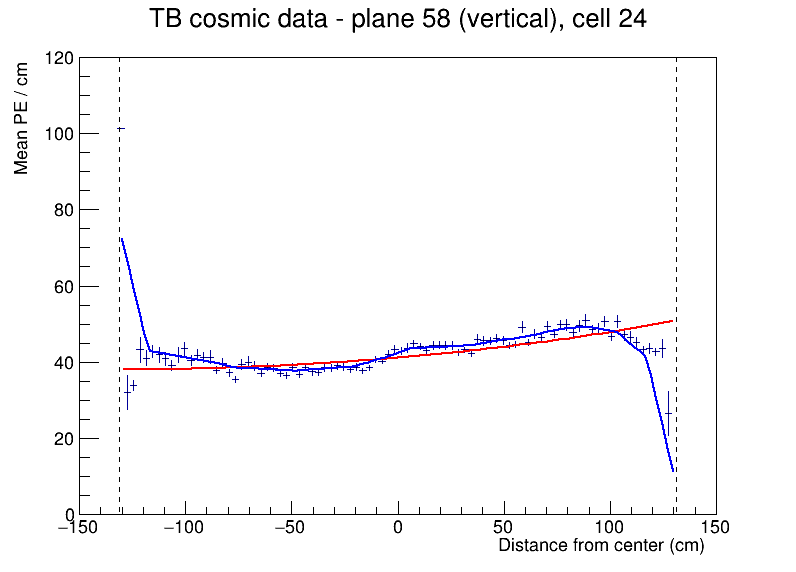 TB cosmic data - plane 58 (vertical), cell 24
Mean PE / cm
120
100
80
60
40
20
0
−150 −100 −50 0 50 100 150
Distance from center (cm)